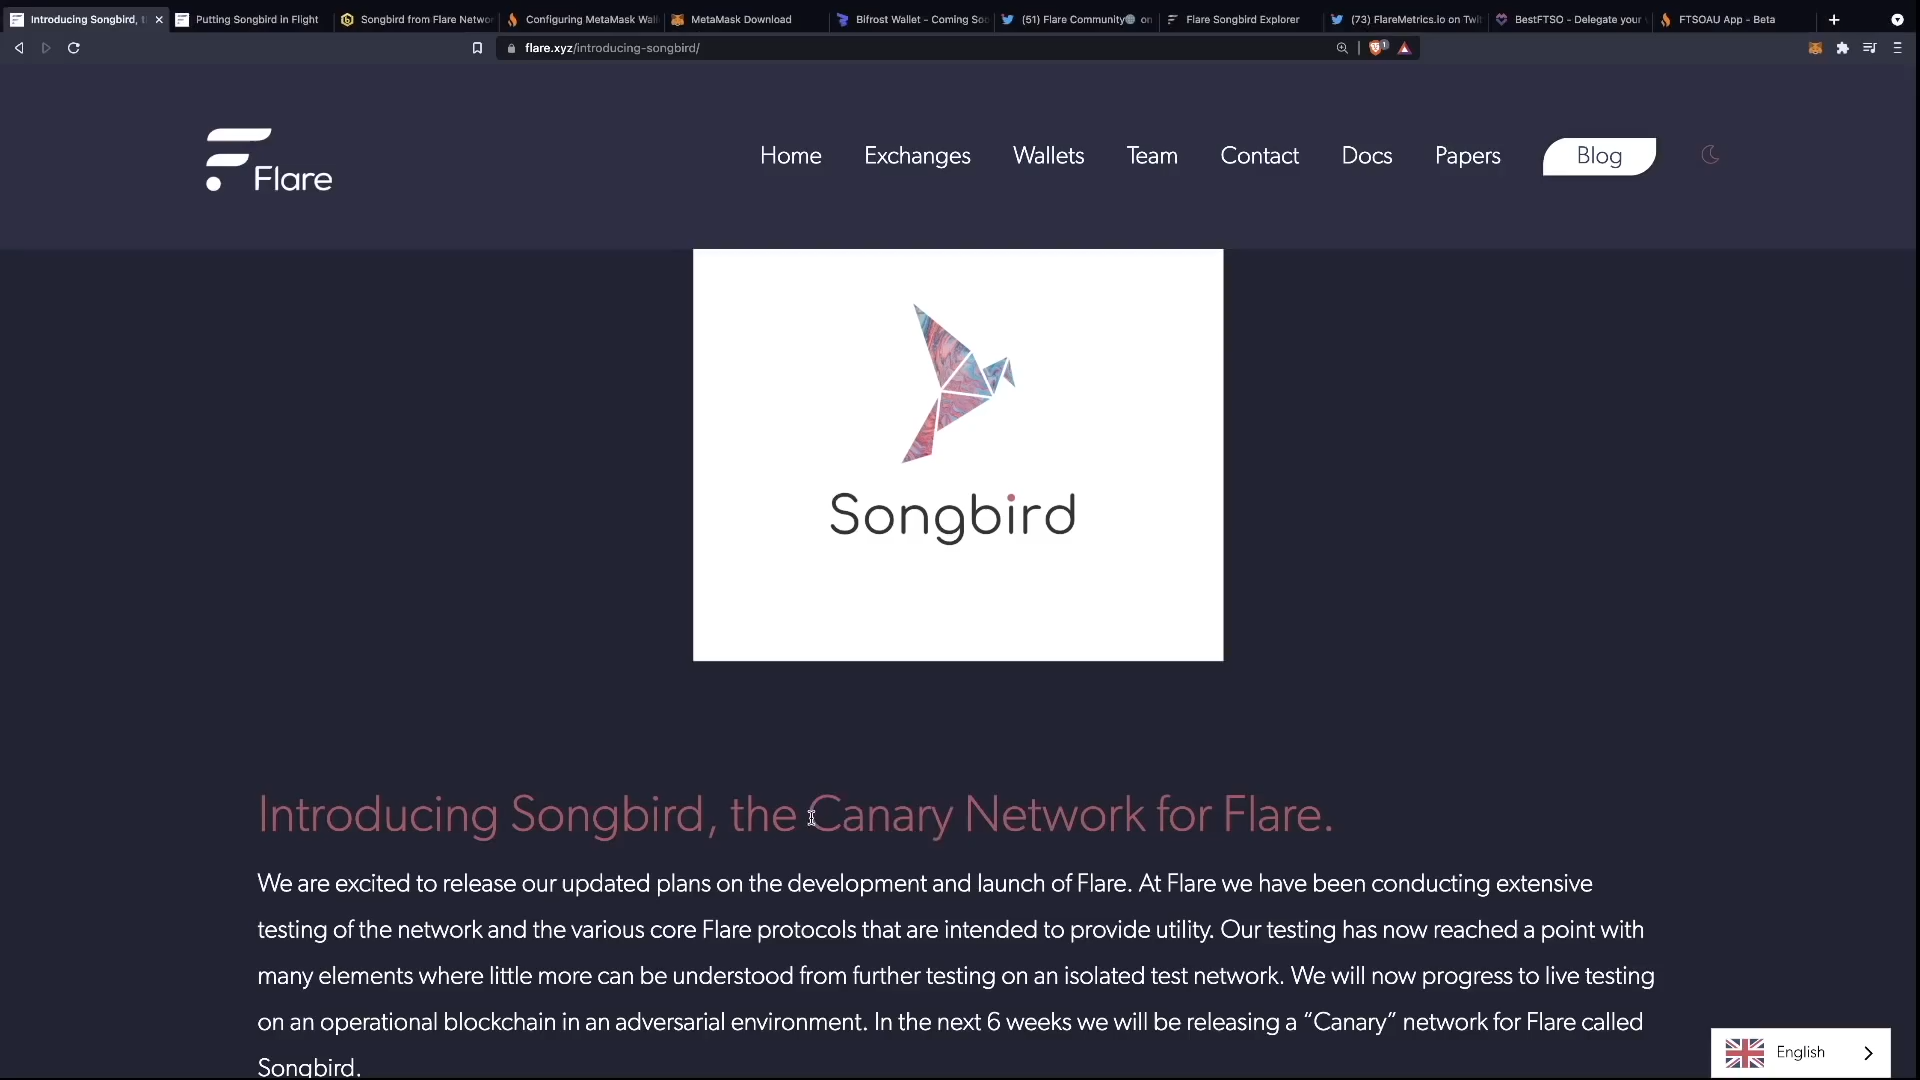 Introducing Songbird, t
Putting Songbird in Flight
Songbird from Flare Networ
Configuring MetaMask Wall
MetaMask Download
Bifrost Wallet - Coming Soo
(51) Flare Community on
Flare Songbird Explorer
(73) FlareMetrics.io on Twit
BestFTSO - Delegate your
FTSOAU App - Beta
flare.xyz/introducing-songbird/
1
Flare
Home
Exchanges
Wallets
Team
Contact
Docs
Papers
Blog
Songbird
Introducing Songbird, the Canary Network for Flare.
We are excited to release our updated plans on the development and launch of Flare. At Flare we have been conducting extensive
testing of the network and the various core Flare protocols that are intended to provide utility. Our testing has now reached a point with
many elements where little more can be understood from further testing on an isolated test network. We will now progress to live testing
on an operational blockchain in an adversarial environment. In the next 6 weeks we will be releasing a “Canary” network for Flare called
Songbird.
English